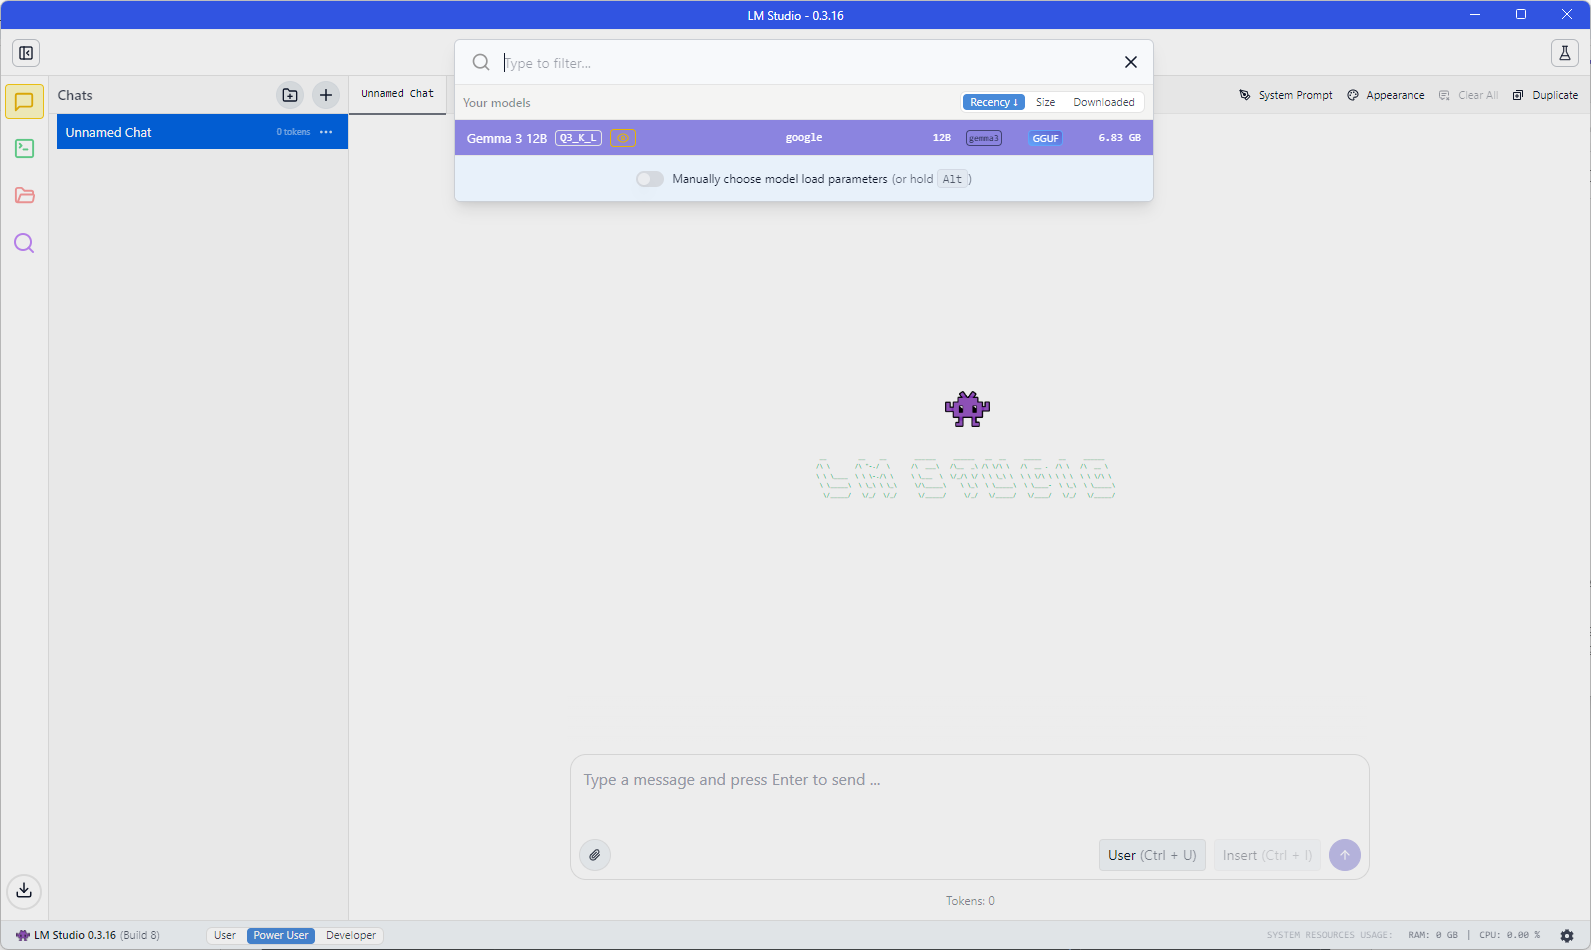 LM Studio - 0.3.16
Type to filter...
Your models
Recency ↓ Size Downloaded
Gemma 3 12B Q3_K_L google 12B gemma3 GGUF 6.83 GB
Manually choose model load parameters (or hold Alt )
Chats
Unnamed Chat 0 tokens ...
Unnamed Chat
System Prompt Appearance Clear All Duplicate
LM STUDIO
Type a message and press Enter to send ...
User (Ctrl + U) Insert (Ctrl + I)
Tokens: 0
LM Studio 0.3.16 (Build 8) User Power User Developer
SYSTEM RESOURCES USAGE: RAM: 0 GB | CPU: 0.00 %